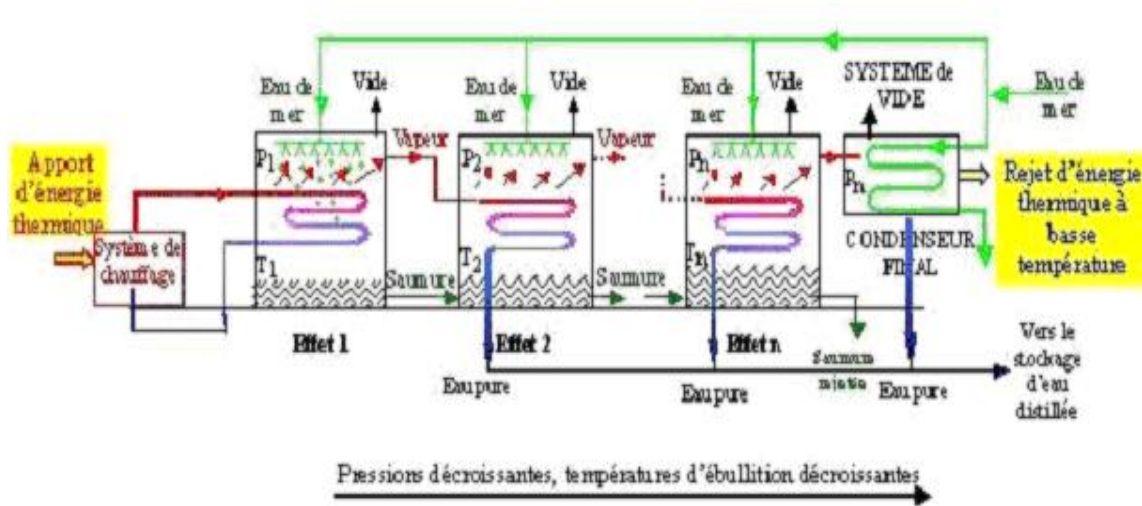 Eau de
mer
Vide
Eau de
mer
Vide
Eau de
mer
Vide
SYSTEME de
VIDE
Eau de
mer
Apport
d'énergie
thermique
Système de
chauffage
P1
T1
Vapeur
P2
T2
Vapeur
Pn
Tn
Pn
CONDENSEUR
FINAL
Rejet d'énergie
thermique à
basse
température
Saumure
Saumure
Effet 1
Effet 2
Effet n
Eau pure
Eau pure
Eau pure
Vers le
stockage
d'eau
distillée
Pressions décroissantes, températures d'ébullition décroissantes